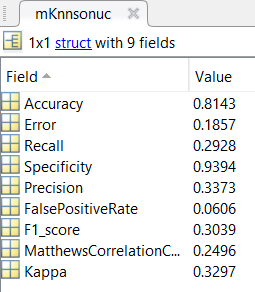 mKnnsonuc
1x1 struct with 9 fields
Field Value
Accuracy 0.8143
Error 0.1857
Recall 0.2928
Specificity 0.9394
Precision 0.3373
FalsePositiveRate 0.0606
F1_score 0.3039
MatthewsCorrelationC... 0.2496
Kappa 0.3297